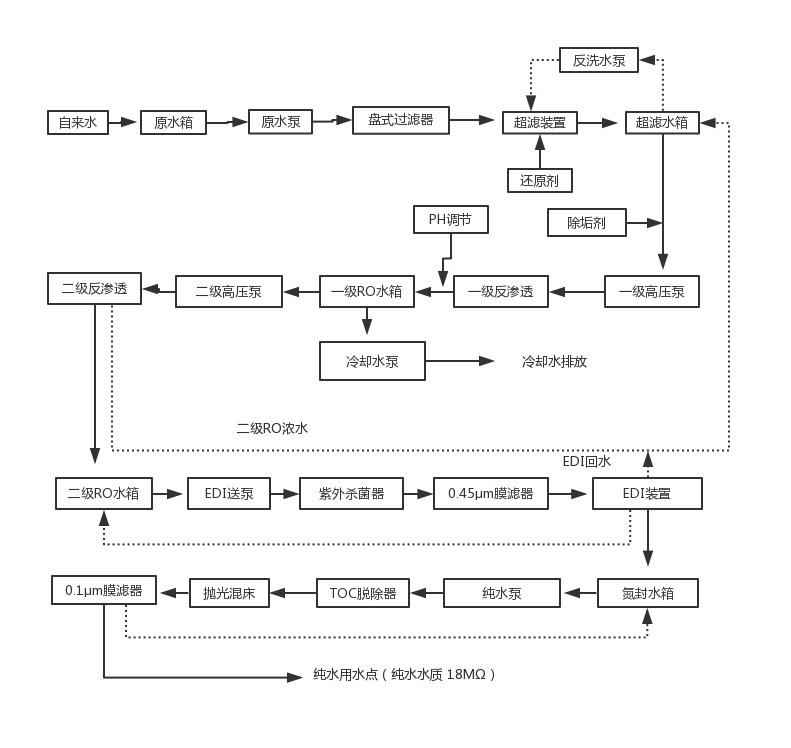 反洗水泵
自来水
原水箱
原水泵
盘式过滤器
超滤装置
超滤水箱
还原剂
PH调节
除垢剂
二级反渗透
二级高压泵
一级RO水箱
一级反渗透
一级高压泵
冷却水泵
冷却水排放
二级RO浓水
EDI回水
二级RO水箱
EDI送泵
紫外杀菌器
0.45μm膜滤器
EDI装置
0.1μm膜滤器
抛光混床
TOC脱除器
纯水泵
氮封水箱
纯水用水点（纯水水质 18MΩ ）